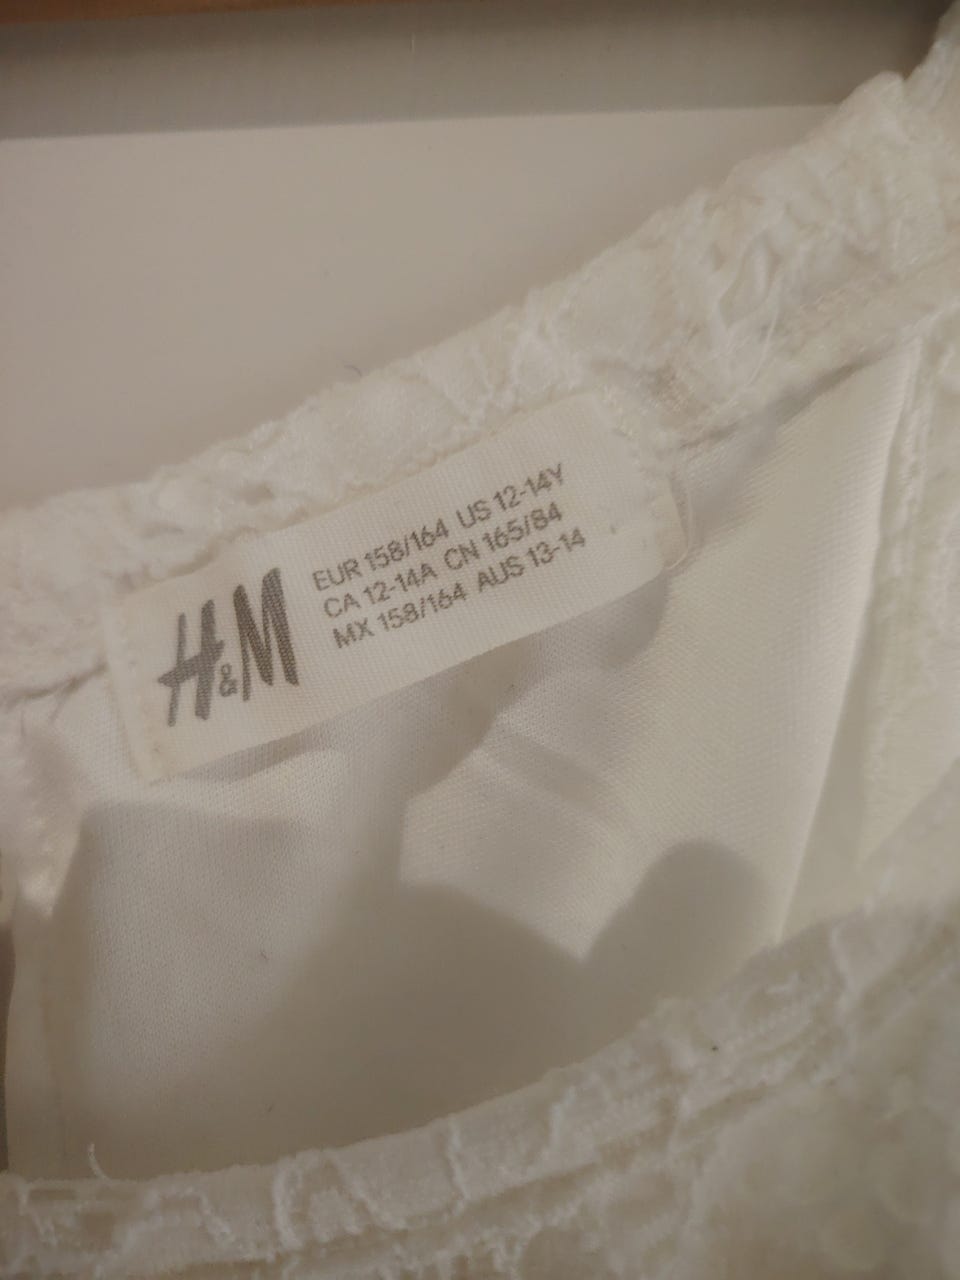 H&M
EUR 158/164 US 12-14Y
CA 12-14A CN 165/84
MX 158/164 AUS 13-14